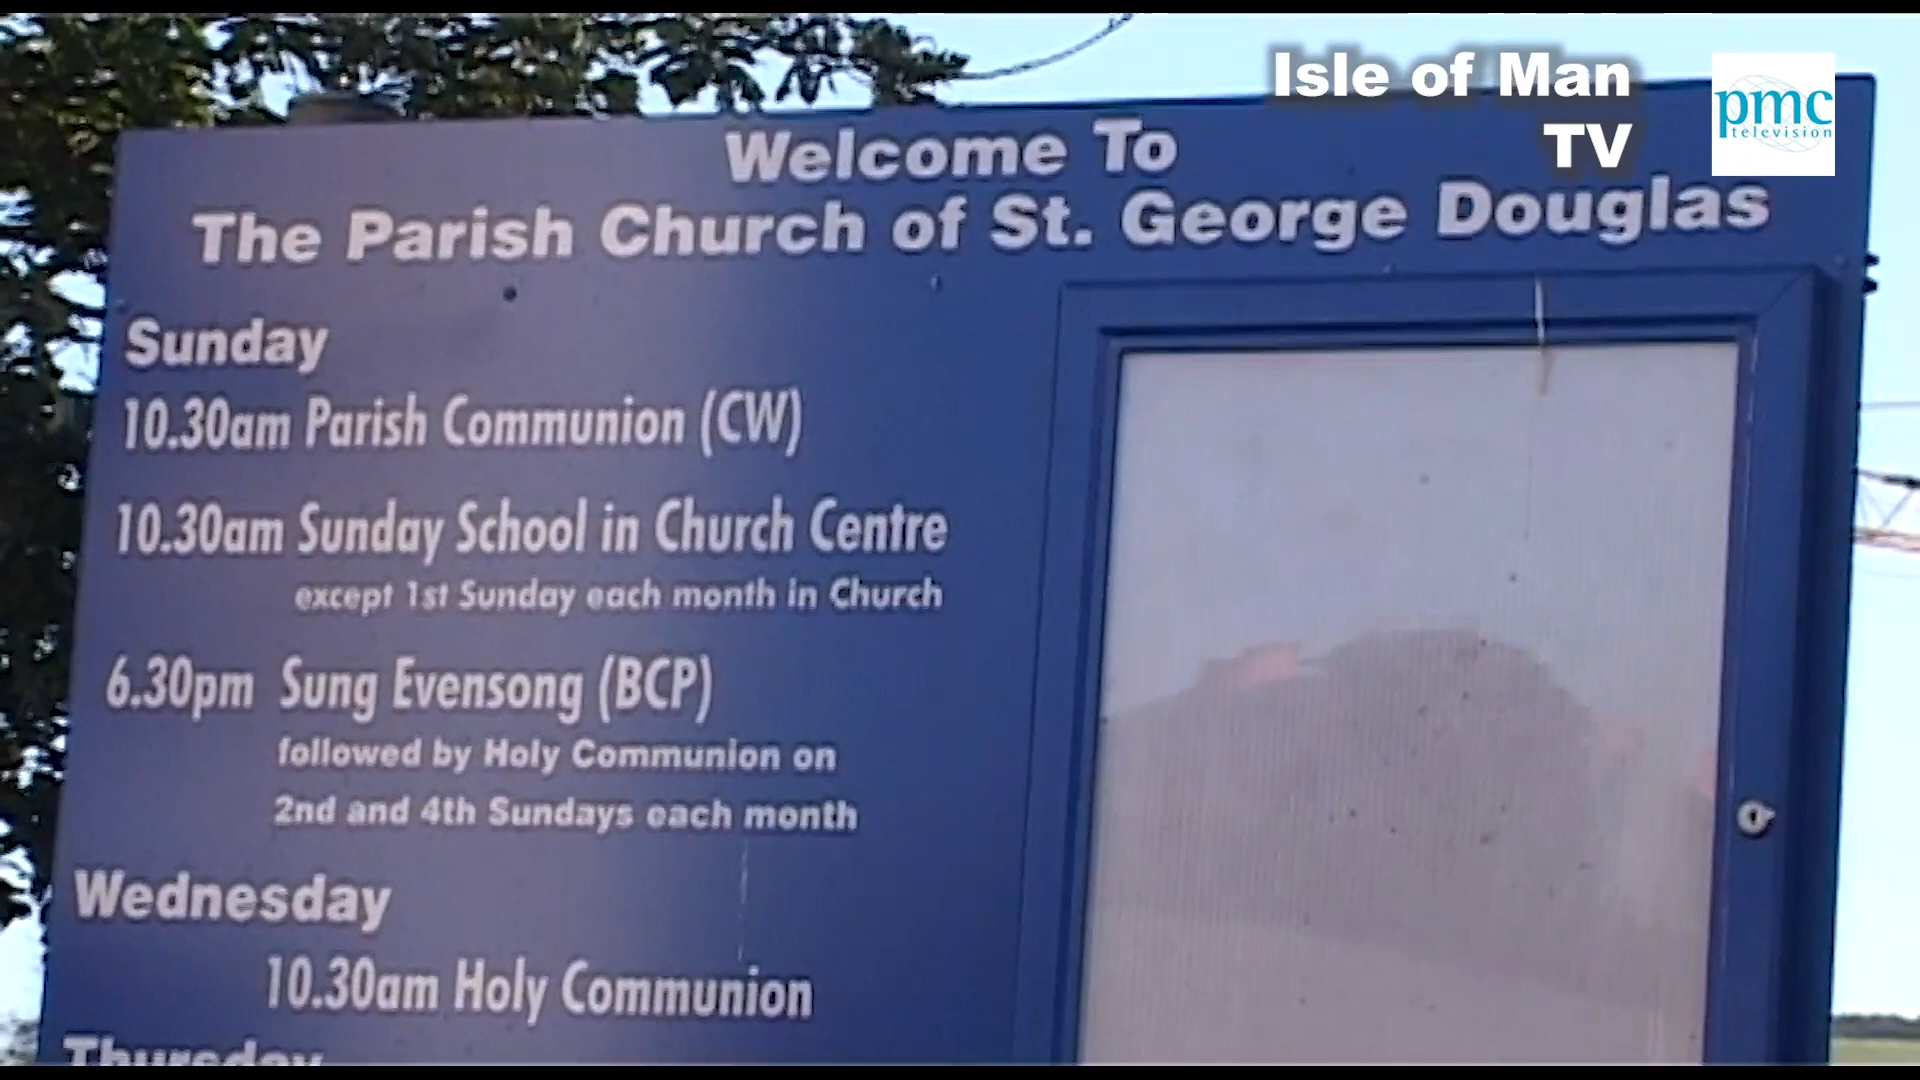 Isle of Man
TV
pmc
television
Welcome To
The Parish Church of St. George Douglas
Sunday
10.30am Parish Communion (CW)
10.30am Sunday School in Church Centre
except 1st Sunday each month in Church
6.30pm Sung Evensong (BCP)
followed by Holy Communion on
2nd and 4th Sundays each month
Wednesday
10.30am Holy Communion
Thursday